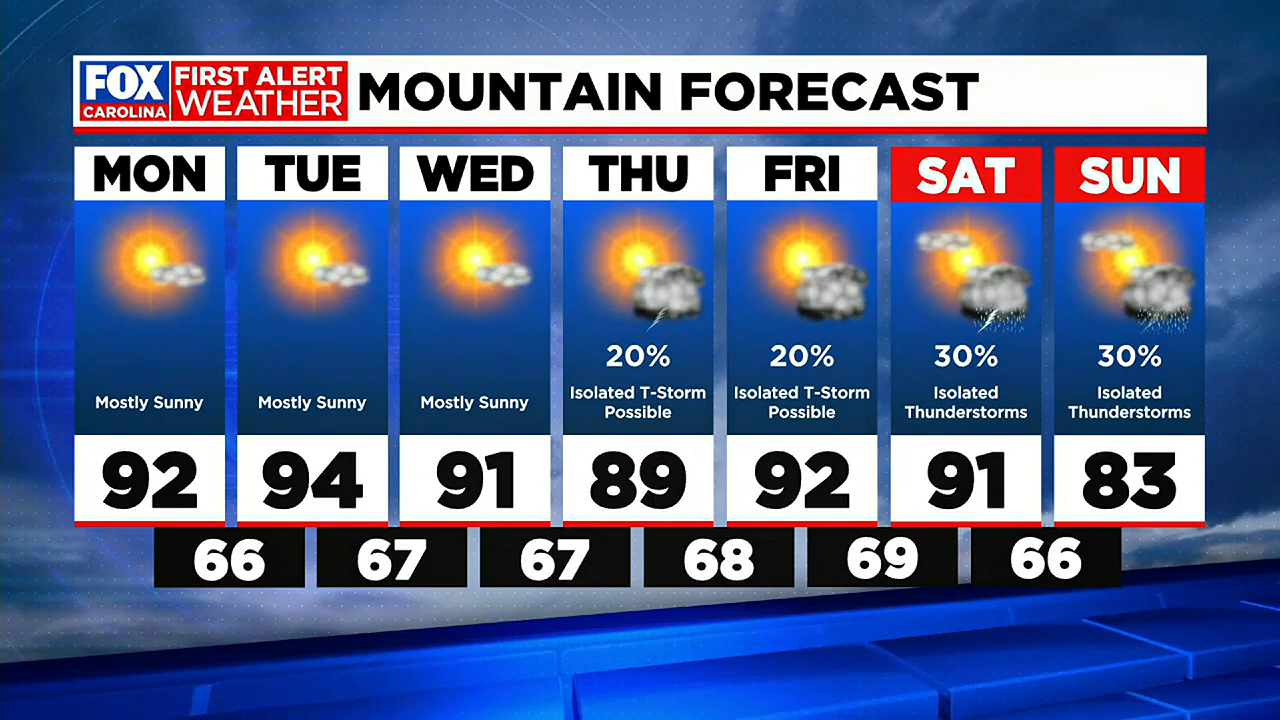 FOX
CAROLINA
FIRST ALERT
WEATHER
MOUNTAIN FORECAST
MON TUE WED THU FRI SAT SUN
20% 20% 30% 30%
Mostly Sunny Mostly Sunny Mostly Sunny Isolated T-Storm Possible Isolated T-Storm Possible Isolated Thunderstorms Isolated Thunderstorms
92 94 91 89 92 91 83
66 67 67 68 69 66